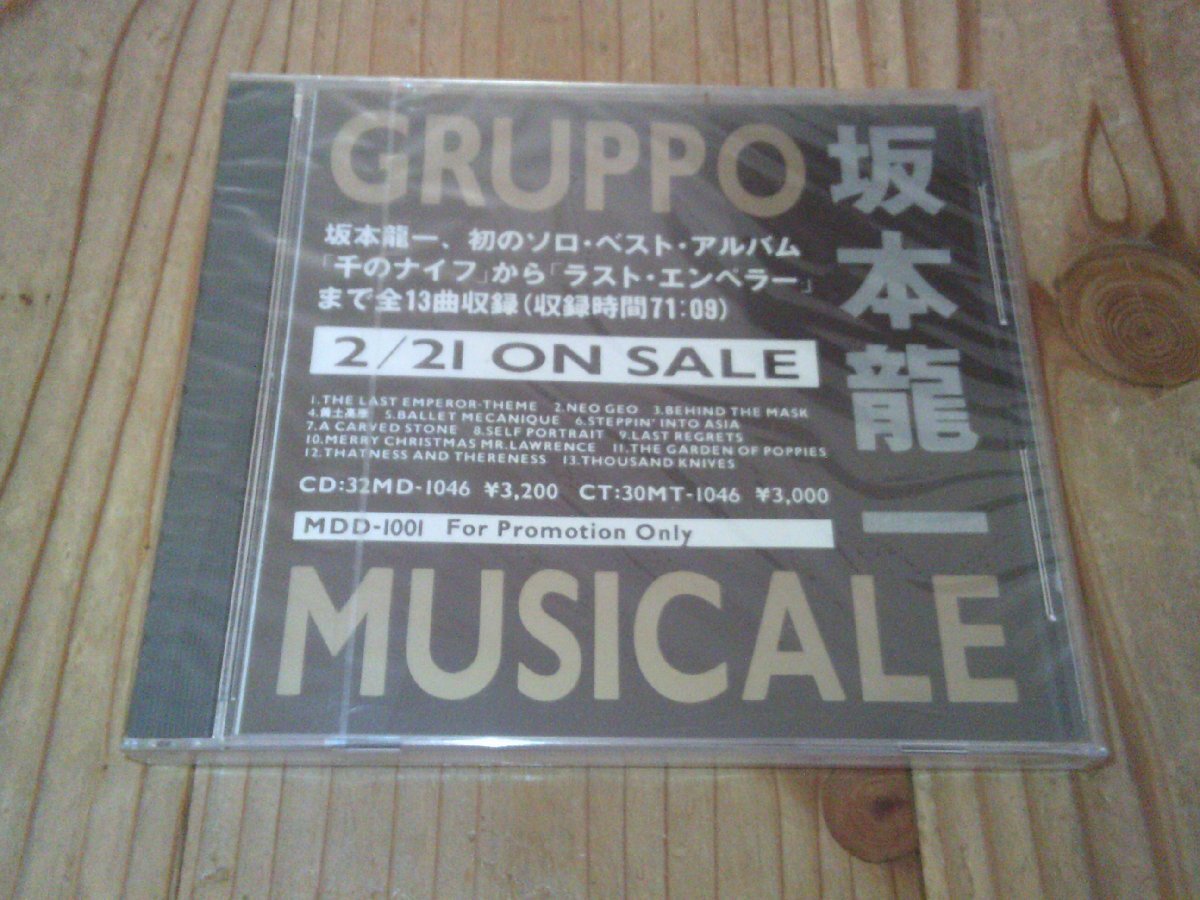 GRUPPO
坂本龍一
坂本龍一、初のソロ・ベスト・アルバム
「千のナイフ」から「ラスト・エンペラー」
まで全13曲収録(収録時間71:09)
2/21 ON SALE
1.THE LAST EMPEROR-THEME 2.NEO GEO 3.BEHIND THE MASK
4.黄土高原 5.BALLET MECANIQUE 6.STEPPIN' INTO ASIA
7.A CARVED STONE 8.SELF PORTRAIT 9.LAST REGRETS
10.MERRY CHRISTMAS MR.LAWRENCE 11.THE GARDEN OF POPPIES
12.THATNESS AND THERENESS 13.THOUSAND KNIVES
CD:32MD-1046 ¥3,200 CT:30MT-1046 ¥3,000
MDD-1001 For Promotion Only
MUSICALE